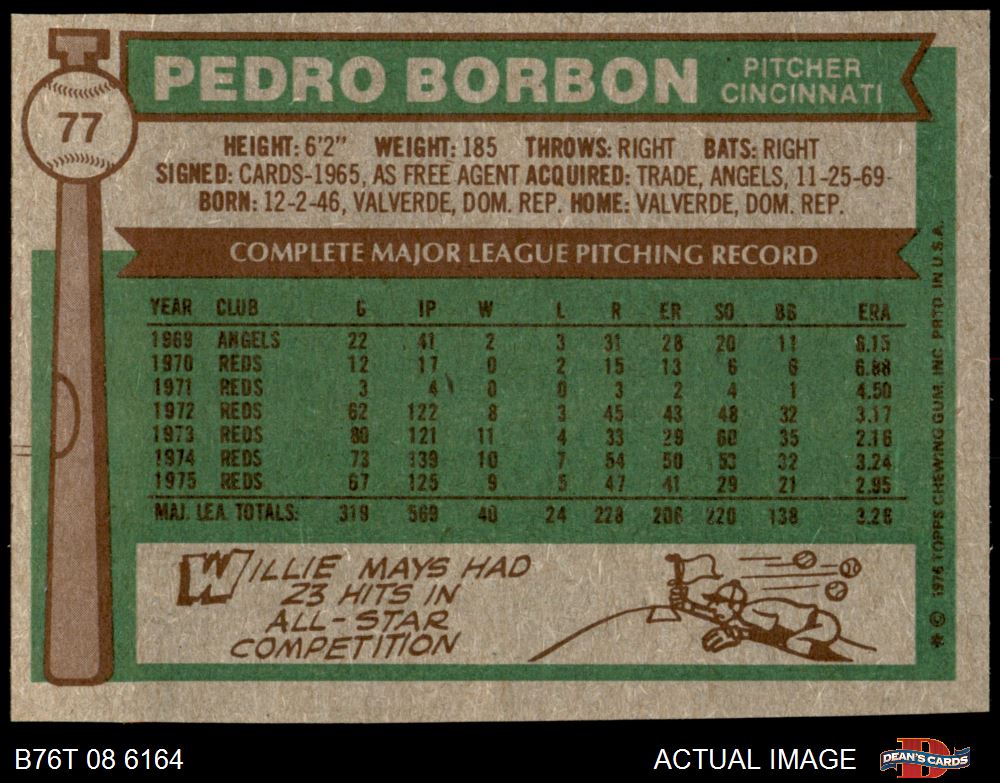 77
PEDRO BORBON
PITCHER
CINCINNATI
HEIGHT: 6'2" WEIGHT: 185 THROWS: RIGHT BATS: RIGHT
SIGNED: CARDS-1965, AS FREE AGENT ACQUIRED: TRADE, ANGELS, 11-25-69-
BORN: 12-2-46, VALVERDE, DOM. REP. HOME: VALVERDE, DOM. REP.
COMPLETE MAJOR LEAGUE PITCHING RECORD
YEAR CLUB G IP W L R ER SO BB ERA
1969 ANGELS 22 41 2 3 31 28 20 11 6.15
1970 REDS 12 17 0 2 15 13 6 6 6.88
1971 REDS 3 4 0 0 3 2 4 1 4.50
1972 REDS 62 122 8 3 45 43 48 32 3.17
1973 REDS 80 121 11 4 33 29 60 35 2.16
1974 REDS 73 139 10 7 54 50 53 32 3.24
1975 REDS 67 125 9 5 47 41 29 21 2.95
MAJ. LEA. TOTALS: 319 569 40 24 228 206 220 138 3.26
WILLIE MAYS HAD
23 HITS IN
ALL-STAR
COMPETITION
* © 1976 TOPPS CHEWING GUM, INC. PRTD. IN U.S.A.
B76T 08 6164
ACTUAL IMAGE
DEAN'S CARDS